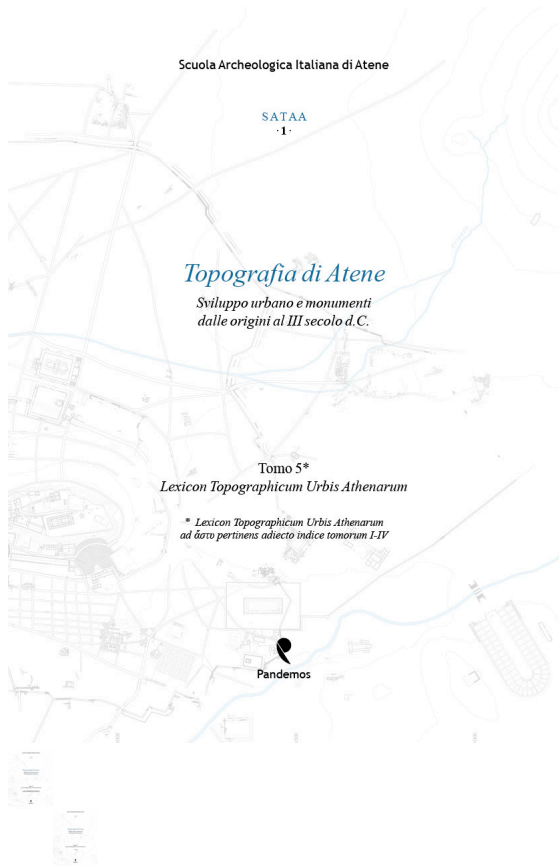 Scuola Archeologica Italiana di Atene
SATAA
·1·
Topografia di Atene
Sviluppo urbano e monumenti
dalle origini al III secolo d.C.
Tomo 5*
Lexicon Topographicum Urbis Athenarum
* Lexicon Topographicum Urbis Athenarum
ad ἄστυ pertinens adiecto indice tomorum I-IV
Pandemos